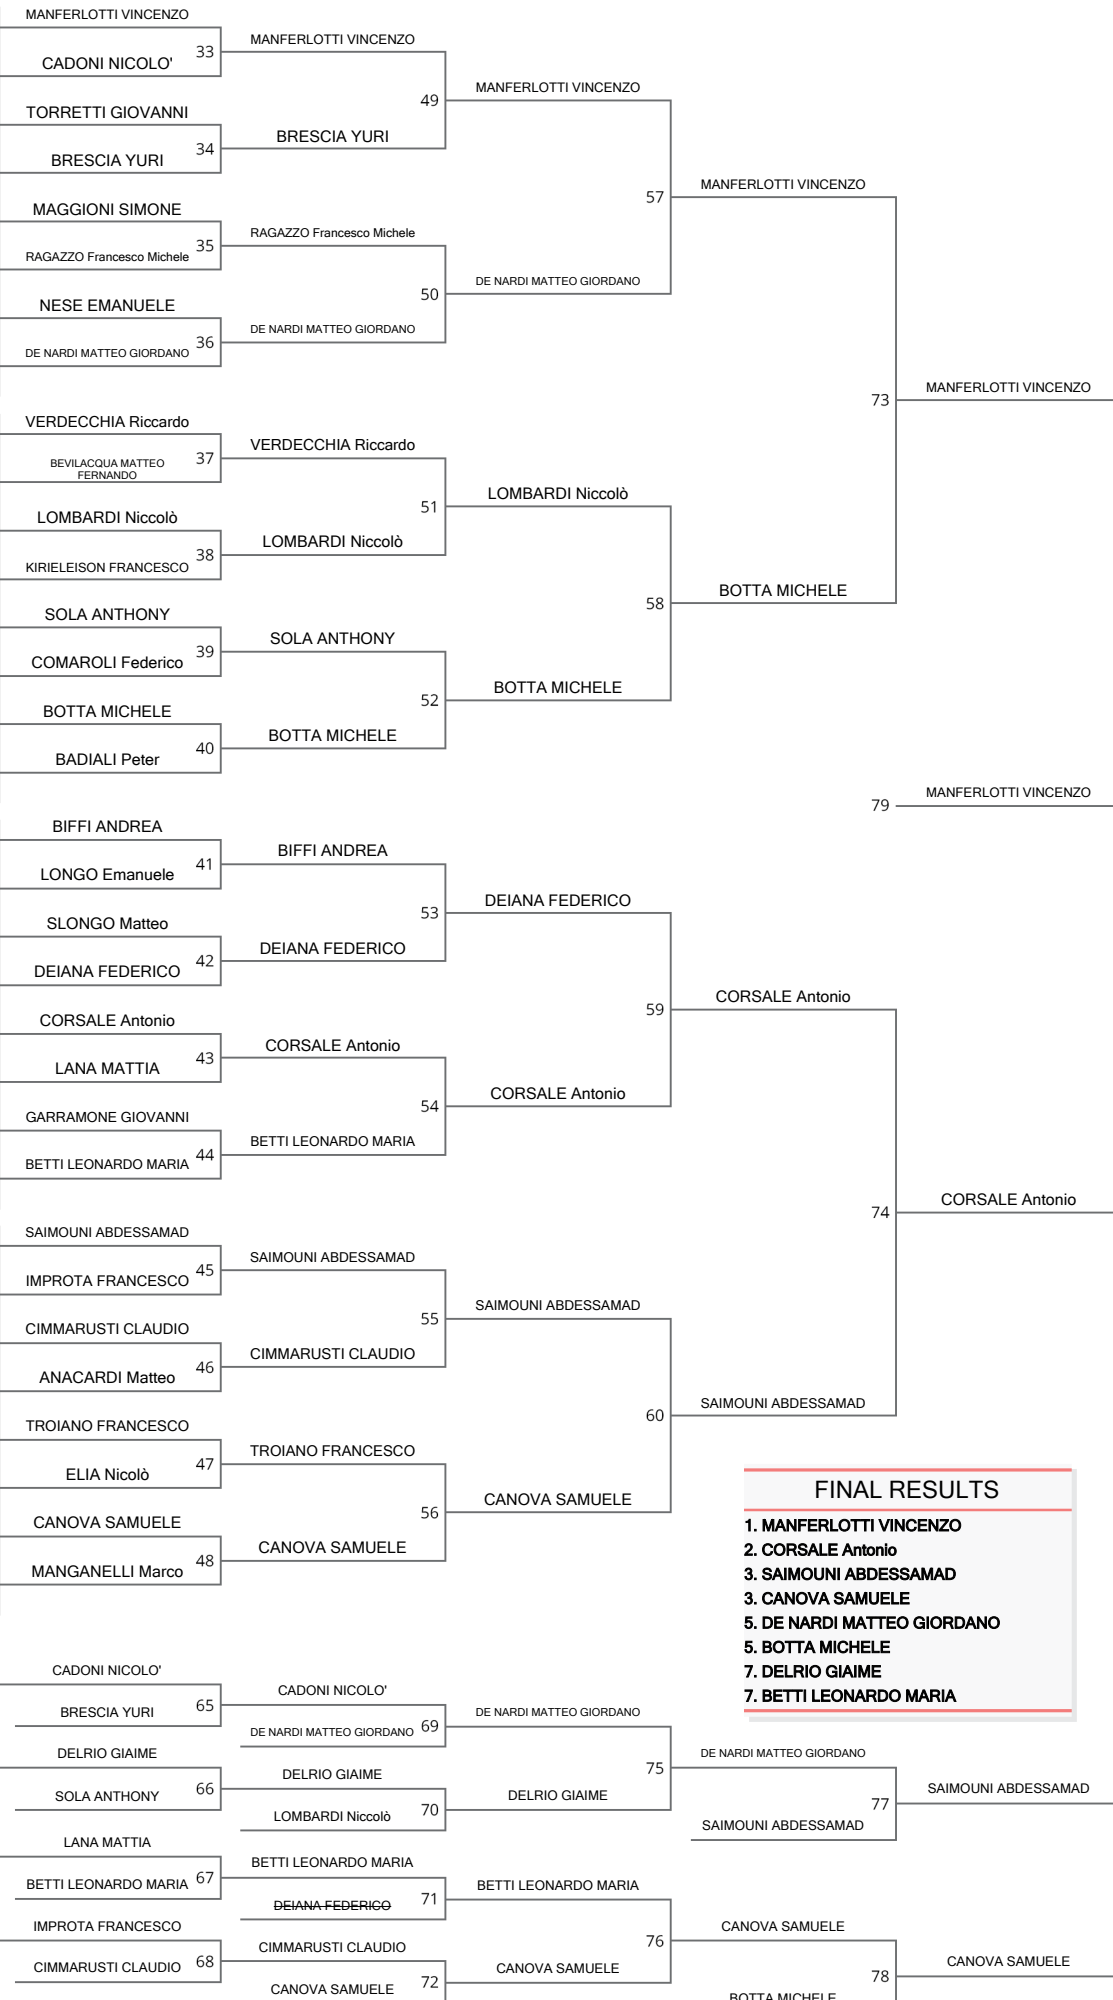 MANFERLOTTI VINCENZO
33
CADONI NICOLO'
MANFERLOTTI VINCENZO
49
TORRETTI GIOVANNI
34
BRESCIA YURI
BRESCIA YURI
MANFERLOTTI VINCENZO
57
MAGGIONI SIMONE
35
RAGAZZO Francesco Michele
RAGAZZO Francesco Michele
50
NESE EMANUELE
36
DE NARDI MATTEO GIORDANO
DE NARDI MATTEO GIORDANO
DE NARDI MATTEO GIORDANO
MANFERLOTTI VINCENZO
73
VERDECCHIA Riccardo
37
BEVILACQUA MATTEO
FERNANDO
VERDECCHIA Riccardo
51
LOMBARDI Niccolò
38
KIRIELEISON FRANCESCO
LOMBARDI Niccolò
LOMBARDI Niccolò
58
SOLA ANTHONY
39
COMAROLI Federico
SOLA ANTHONY
52
BOTTA MICHELE
40
BADIALI Peter
BOTTA MICHELE
BOTTA MICHELE
BOTTA MICHELE
MANFERLOTTI VINCENZO
79
MANFERLOTTI VINCENZO
BIFFI ANDREA
41
LONGO Emanuele
BIFFI ANDREA
53
SLONGO Matteo
42
DEIANA FEDERICO
DEIANA FEDERICO
DEIANA FEDERICO
59
CORSALE Antonio
43
LANA MATTIA
CORSALE Antonio
54
GARRAMONE GIOVANNI
44
BETTI LEONARDO MARIA
BETTI LEONARDO MARIA
CORSALE Antonio
CORSALE Antonio
74
CORSALE Antonio
SAIMOUNI ABDESSAMAD
45
IMPROTA FRANCESCO
SAIMOUNI ABDESSAMAD
55
CIMMARUSTI CLAUDIO
46
ANACARDI Matteo
CIMMARUSTI CLAUDIO
SAIMOUNI ABDESSAMAD
60
SAIMOUNI ABDESSAMAD
TROIANO FRANCESCO
47
ELIA Nicolò
TROIANO FRANCESCO
56
CANOVA SAMUELE
48
MANGANELLI Marco
CANOVA SAMUELE
CANOVA SAMUELE
FINAL RESULTS
1. MANFERLOTTI VINCENZO
2. CORSALE Antonio
3. SAIMOUNI ABDESSAMAD
3. CANOVA SAMUELE
5. DE NARDI MATTEO GIORDANO
5. BOTTA MICHELE
7. DELRIO GIAIME
7. BETTI LEONARDO MARIA
CADONI NICOLO'
65
BRESCIA YURI
CADONI NICOLO'
69
DE NARDI MATTEO GIORDANO
DE NARDI MATTEO GIORDANO
75
DELRIO GIAIME
66
SOLA ANTHONY
DELRIO GIAIME
70
LOMBARDI Niccolò
DELRIO GIAIME
DE NARDI MATTEO GIORDANO
77
SAIMOUNI ABDESSAMAD
SAIMOUNI ABDESSAMAD
LANA MATTIA
67
BETTI LEONARDO MARIA
BETTI LEONARDO MARIA
71
DEIANA FEDERICO
BETTI LEONARDO MARIA
76
IMPROTA FRANCESCO
68
CIMMARUSTI CLAUDIO
CIMMARUSTI CLAUDIO
72
CANOVA SAMUELE
CANOVA SAMUELE
CANOVA SAMUELE
78
BOTTA MICHELE
CANOVA SAMUELE